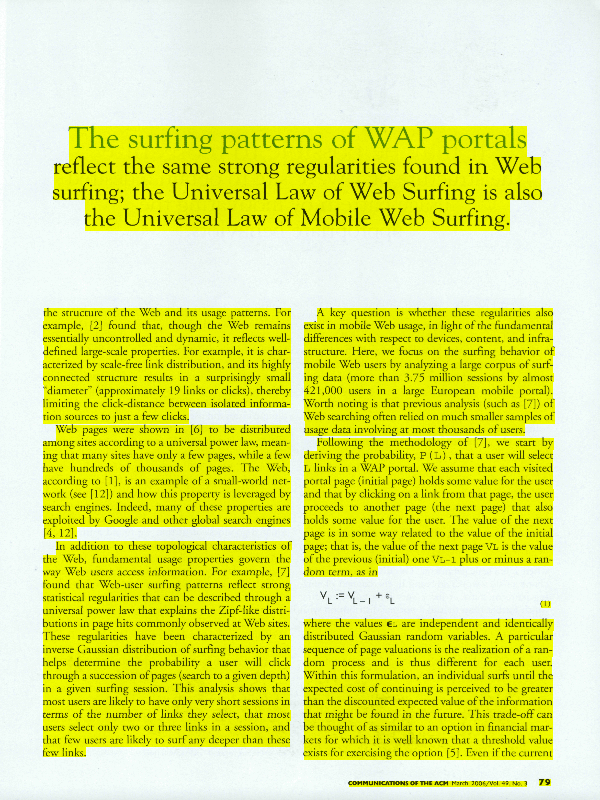 The surfing patterns of WAP portals
reflect the same strong regularities found in Web
surfing; the Universal Law of Web Surfing is also
the Universal Law of Mobile Web Surfing.
the structure of the Web and its usage patterns. For
example, [2] found that, though the Web remains
essentially uncontrolled and dynamic, it reflects well-
defined large-scale properties. For example, it is char-
acterized by scale-free link distribution, and its highly
connected structure results in a surprisingly small
“diameter” (approximately 19 links or clicks), thereby
limiting the click-distance between isolated informa-
tion sources to just a few clicks.
Web pages were shown in [6] to be distributed
among sites according to a universal power law, mean-
ing that many sites have only a few pages, while a few
have hundreds of thousands of pages. The Web,
according to [1], is an example of a small-world net-
work (see [12]) and how this property is leveraged by
search engines. Indeed, many of these properties are
exploited by Google and other global search engines
[4, 12].
In addition to these topological characteristics of
the Web, fundamental usage properties govern the
way Web users access information. For example, [7]
found that Web-user surfing patterns reflect strong
statistical regularities that can be described through a
universal power law that explains the Zipf-like distri-
butions in page hits commonly observed at Web sites.
These regularities have been characterized by an
inverse Gaussian distribution of surfing behavior that
helps determine the probability a user will click
through a succession of pages (search to a given depth)
in a given surfing session. This analysis shows that
most users are likely to have only very short sessions in
terms of the number of links they select, that most
users select only two or three links in a session, and
that few users are likely to surf any deeper than these
few links.
A key question is whether these regularities also
exist in mobile Web usage, in light of the fundamental
differences with respect to devices, content, and infra-
structure. Here, we focus on the surfing behavior of
mobile Web users by analyzing a large corpus of surf-
ing data (more than 3.75 million sessions by almost
421,000 users in a large European mobile portal).
Worth noting is that previous analysis (such as [7]) of
Web searching often relied on much smaller samples of
usage data involving at most thousands of users.
Following the methodology of [7], we start by
deriving the probability, P(L), that a user will select
L links in a WAP portal. We assume that each visited
portal page (initial page) holds some value for the user
and that by clicking on a link from that page, the user
proceeds to another page (the next page) that also
holds some value for the user. The value of the next
page is in some way related to the value of the initial
page; that is, the value of the next page VL is the value
of the previous (initial) one VL-1 plus or minus a ran-
dom term, as in
V_L := V_{L-1} + ε_L (1)
where the values ϵL are independent and identically
distributed Gaussian random variables. A particular
sequence of page valuations is the realization of a ran-
dom process and is thus different for each user.
Within this formulation, an individual surfs until the
expected cost of continuing is perceived to be greater
than the discounted expected value of the information
that might be found in the future. This trade-off can
be thought of as similar to an option in financial mar-
kets for which it is well known that a threshold value
exists for exercising the option [5]. Even if the current
COMMUNICATIONS OF THE ACM March 2006/Vol. 49, No. 3 79